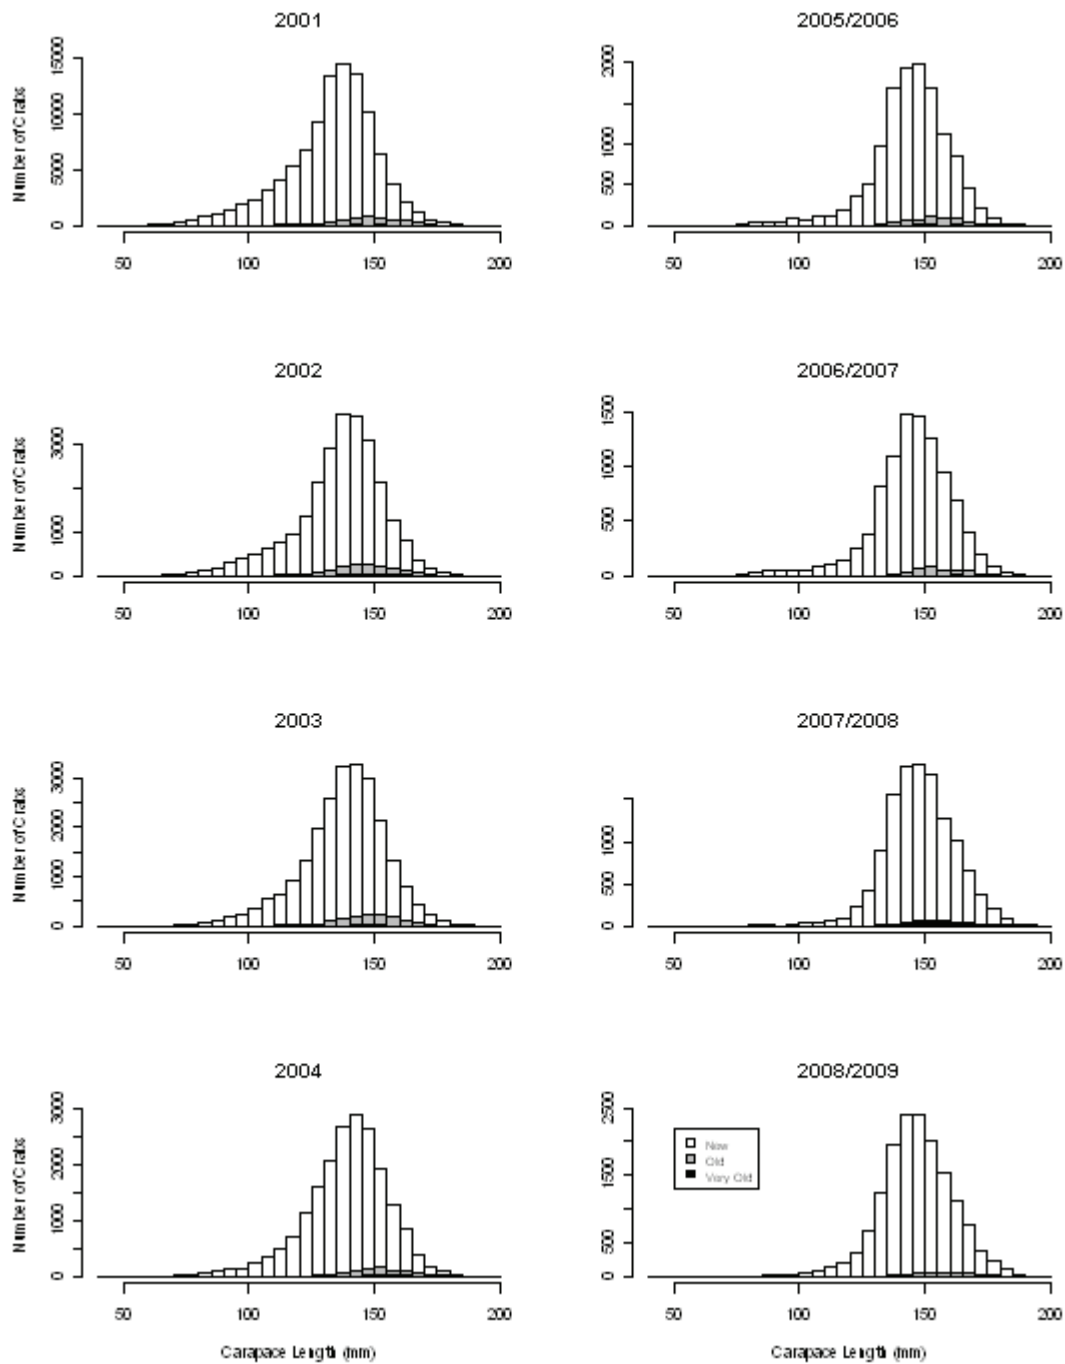 2001
Number of Crabs
0 5000 10000 15000
50 100 150 200
2005/2006
0 500 1000 2000
50 100 150 200
2002
Number of Crabs
0 1000 3000
50 100 150 200
2006/2007
0 500 1000 1500
50 100 150 200
2003
Number of Crabs
0 1000 2000 3000
50 100 150 200
2007/2008
0 500 1000
50 100 150 200
2004
Number of Crabs
0 1000 2000 3000
50 100 150 200
Carapace Length (mm)
2008/2009
0 500 1500 2500
New
Old
Very Old
50 100 150 200
Carapace Length (mm)